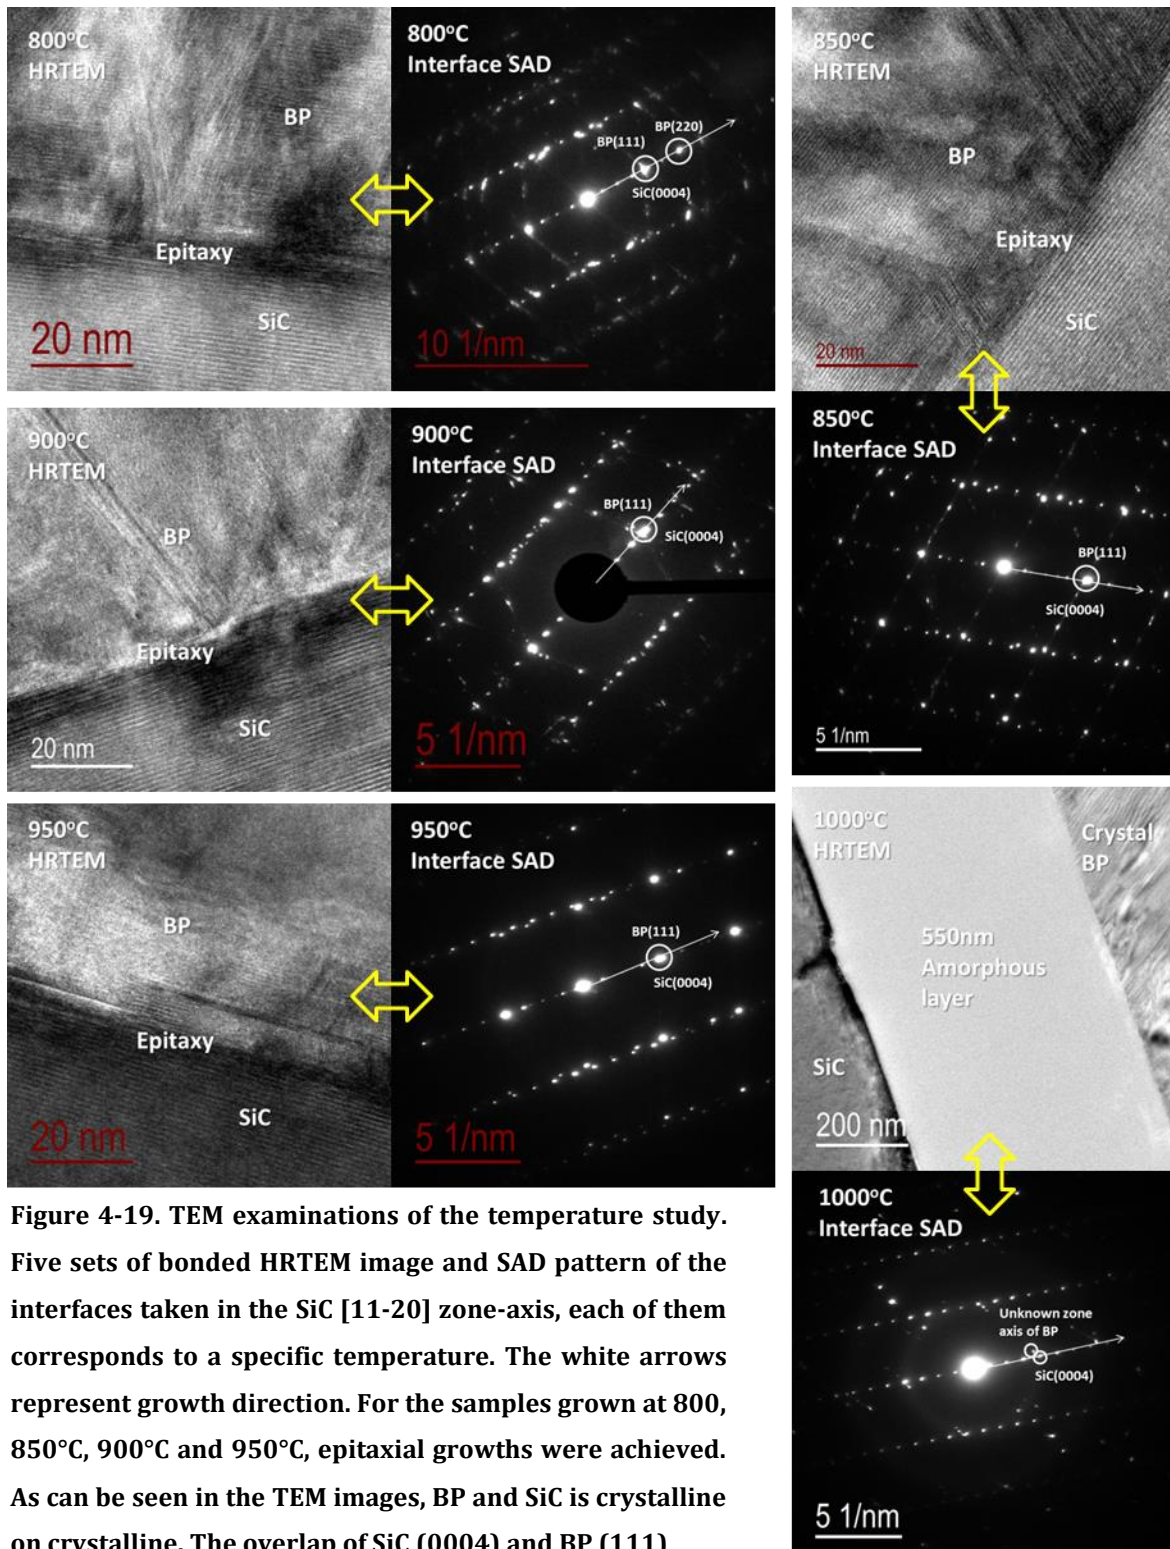 800°C
HRTEM
BP
Epitaxy
SiC
20 nm
800°C
Interface SAD
BP(220)
BP(111)
SiC(0004)
10 1/nm
850°C
HRTEM
BP
Epitaxy
SiC
20 nm
900°C
HRTEM
BP
Epitaxy
SiC
20 nm
900°C
Interface SAD
BP(111)
SiC(0004)
5 1/nm
850°C
Interface SAD
BP(111)
SiC(0004)
5 1/nm
950°C
HRTEM
BP
Epitaxy
SiC
20 nm
950°C
Interface SAD
BP(111)
SiC(0004)
5 1/nm
1000°C
HRTEM
Crystal
BP
550nm
Amorphous
layer
SiC
200 nm
1000°C
Interface SAD
Unknown zone
axis of BP
SiC(0004)
5 1/nm
Figure 4-19. TEM examinations of the temperature study.
Five sets of bonded HRTEM image and SAD pattern of the
interfaces taken in the SiC [11-20] zone-axis, each of them
corresponds to a specific temperature. The white arrows
represent growth direction. For the samples grown at 800,
850°C, 900°C and 950°C, epitaxial growths were achieved.
As can be seen in the TEM images, BP and SiC is crystalline
on crystalline. The overlap of SiC (0004) and BP (111)